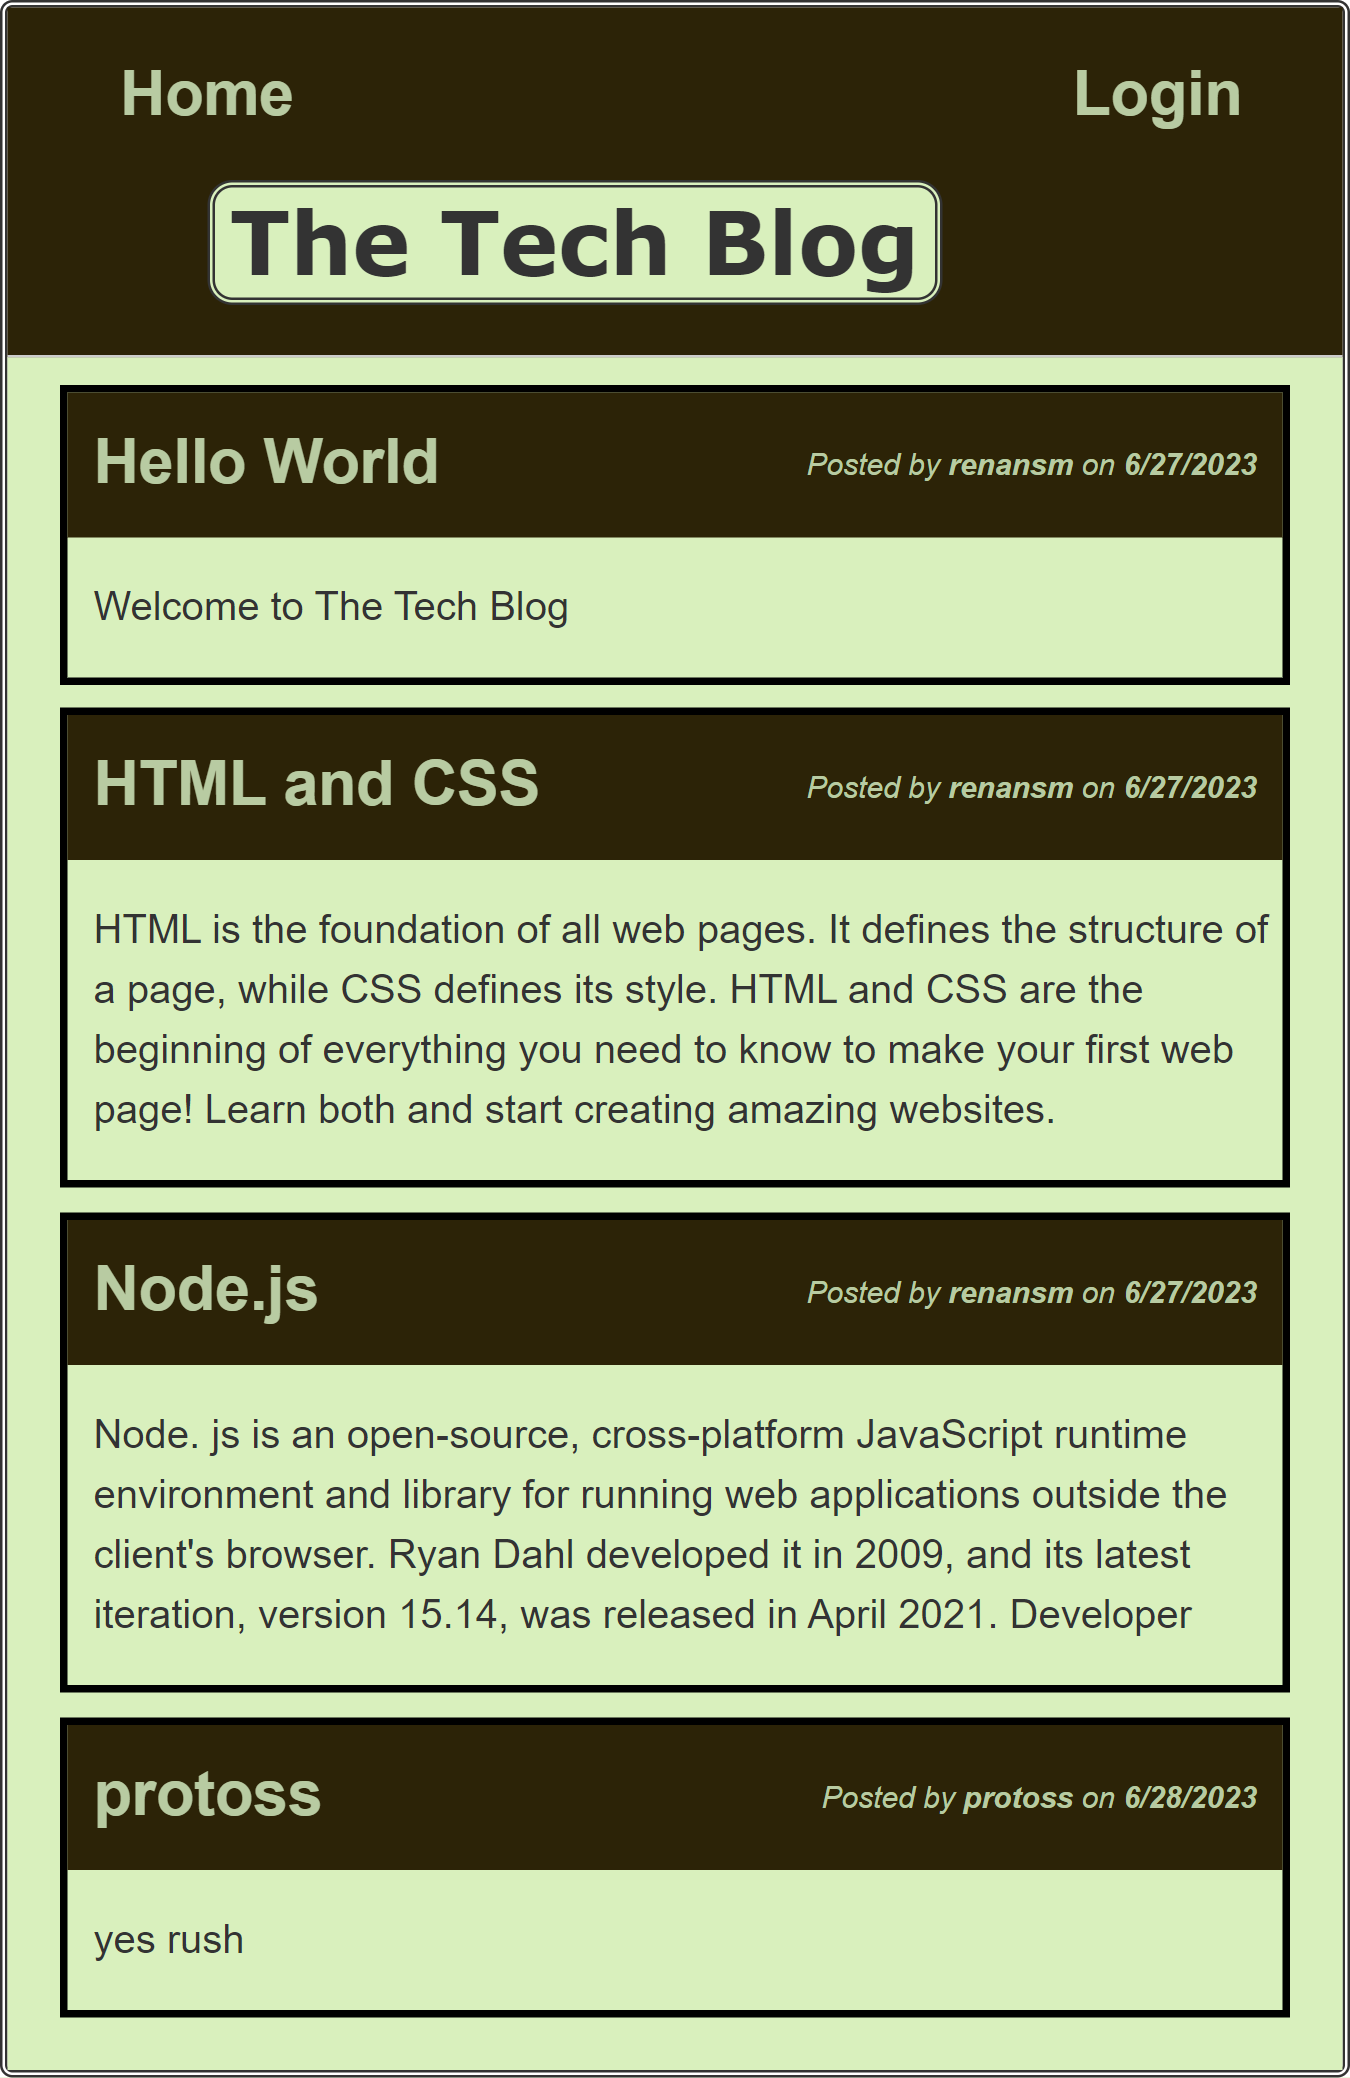 Home Login
The Tech Blog
Hello World Posted by renansm on 6/27/2023
Welcome to The Tech Blog
HTML and CSS Posted by renansm on 6/27/2023
HTML is the foundation of all web pages. It defines the structure of
a page, while CSS defines its style. HTML and CSS are the
beginning of everything you need to know to make your first web
page! Learn both and start creating amazing websites.
Node.js Posted by renansm on 6/27/2023
Node. js is an open-source, cross-platform JavaScript runtime
environment and library for running web applications outside the
client's browser. Ryan Dahl developed it in 2009, and its latest
iteration, version 15.14, was released in April 2021. Developer
protoss Posted by protoss on 6/28/2023
yes rush